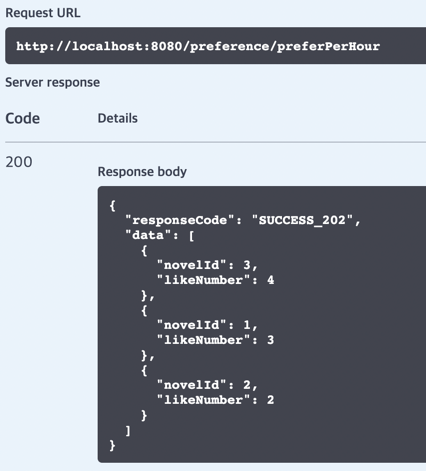 Request URL
http://localhost:8080/preference/preferPerHour
Server response
Code Details
200
Response body
{
"responseCode": "SUCCESS_202",
"data": [
{
"novelId": 3,
"likeNumber": 4
},
{
"novelId": 1,
"likeNumber": 3
},
{
"novelId": 2,
"likeNumber": 2
}
]
}